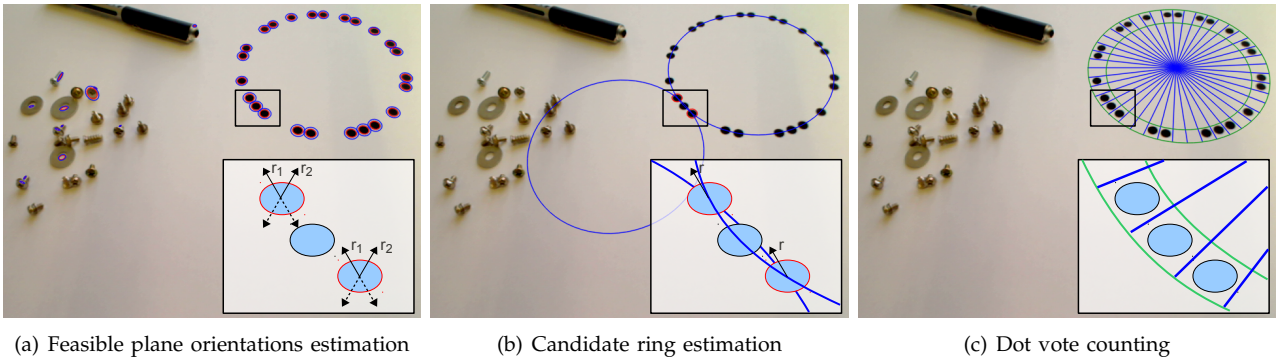 r1 r2
r1 r2
r
r
(a) Feasible plane orientations estimation
(b) Candidate ring estimation
(c) Dot vote counting